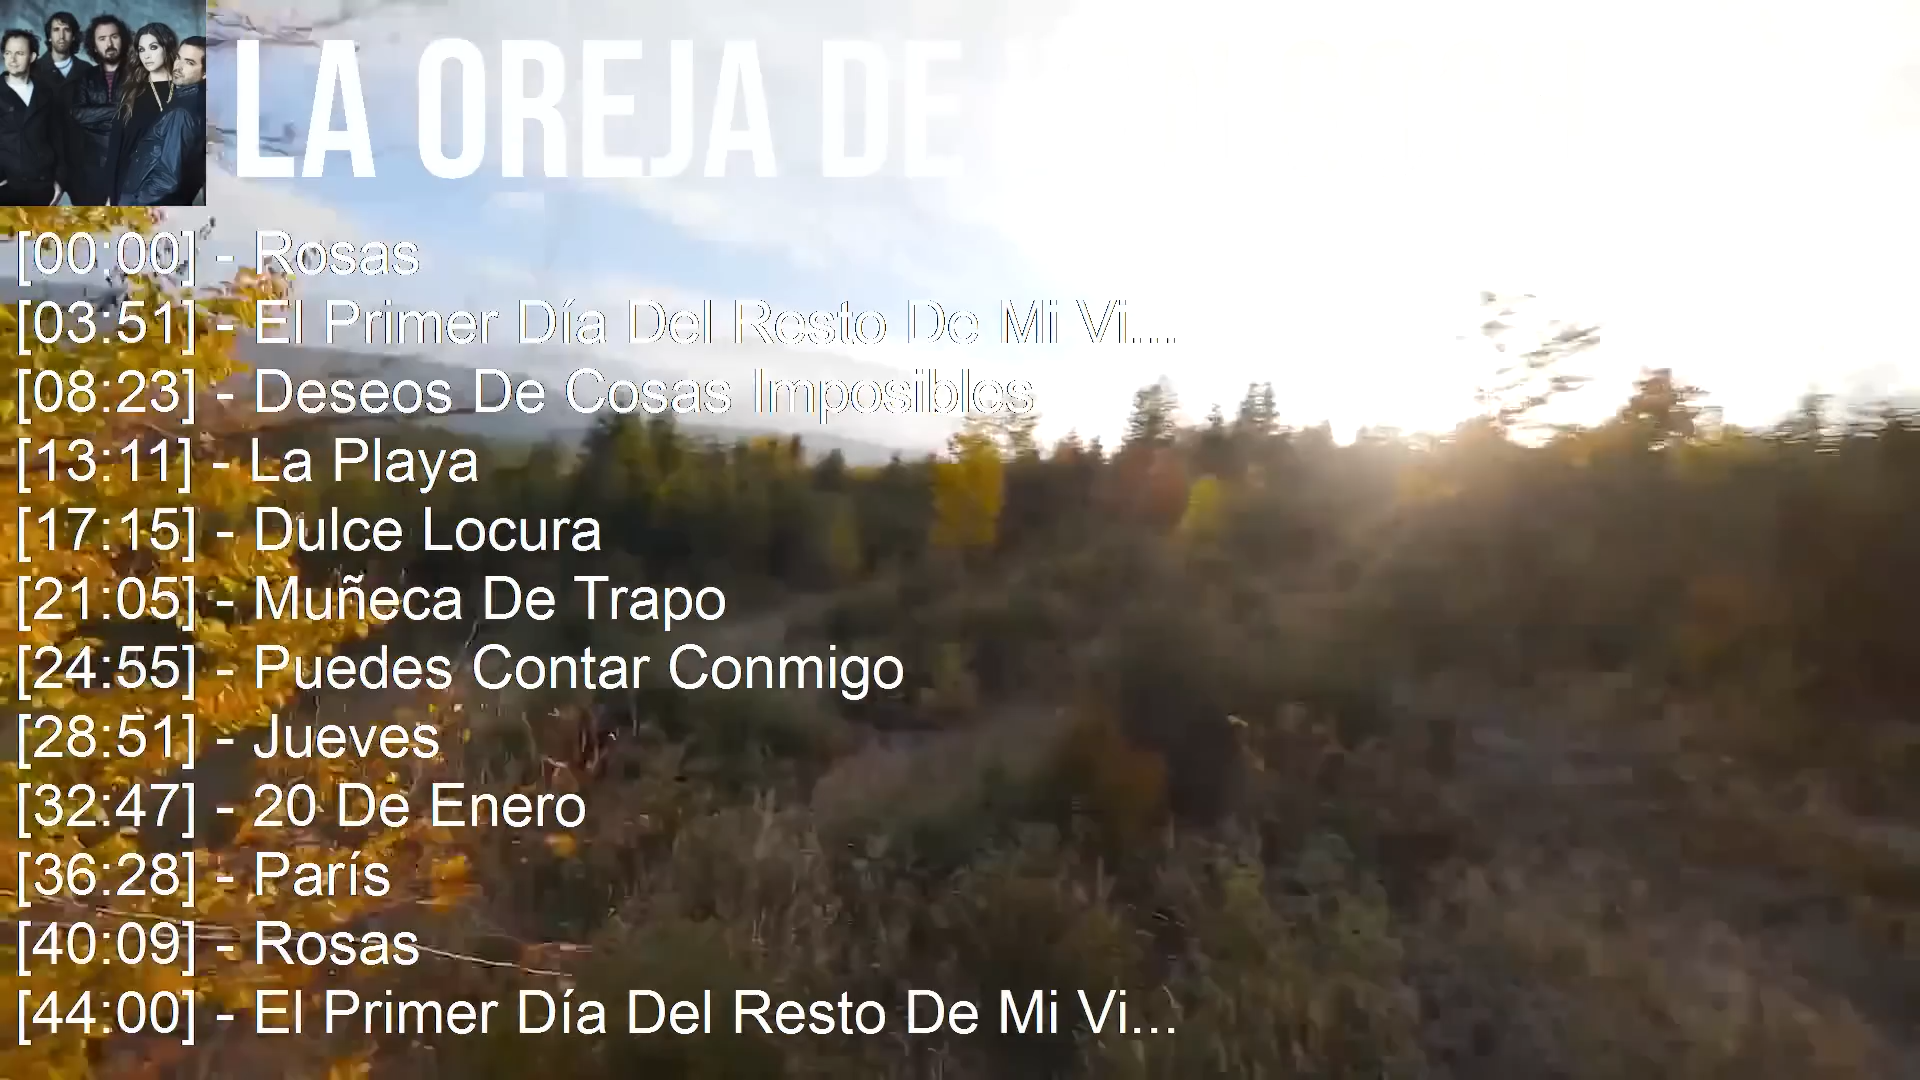 LA OREJA DE
[00:00] - Rosas
[03:51] - El Primer Día Del Resto De Mi Vi...
[08:23] - Deseos De Cosas Imposibles
[13:11] - La Playa
[17:15] - Dulce Locura
[21:05] - Muñeca De Trapo
[24:55] - Puedes Contar Conmigo
[28:51] - Jueves
[32:47] - 20 De Enero
[36:28] - París
[40:09] - Rosas
[44:00] - El Primer Día Del Resto De Mi Vi...